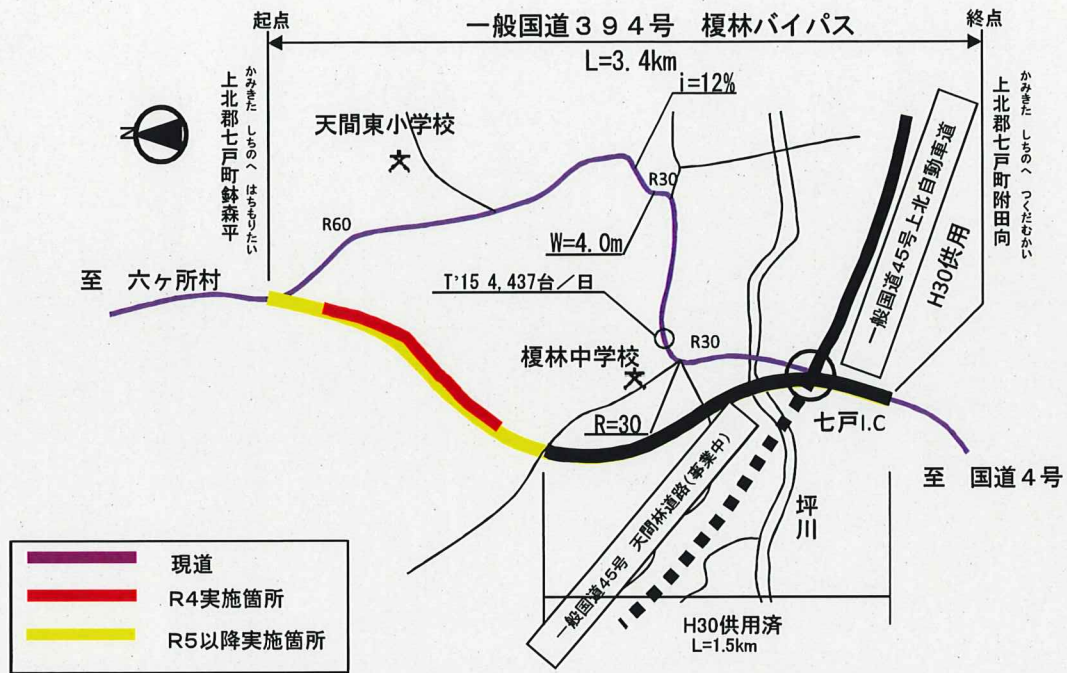 起点
一般国道394号 榎林バイパス
終点
L=3.4km
かみきた しちのへ はちもりたい
上北郡七戸町鉢森平
かみきた しちのへ つくだむかい
上北郡七戸町附田向
i=12%
N
天間東小学校
R30
R60
W=4.0m
一般国道45号上北自動車道
H30供用
至 六ヶ所村
T'15 4,437台/日
R30
榎林中学校
R=30
七戸I.C
至 国道4号
一般国道45号 天間林道路(事業中)
坪川
現道
R4実施箇所
R5以降実施箇所
H30供用済
L=1.5km